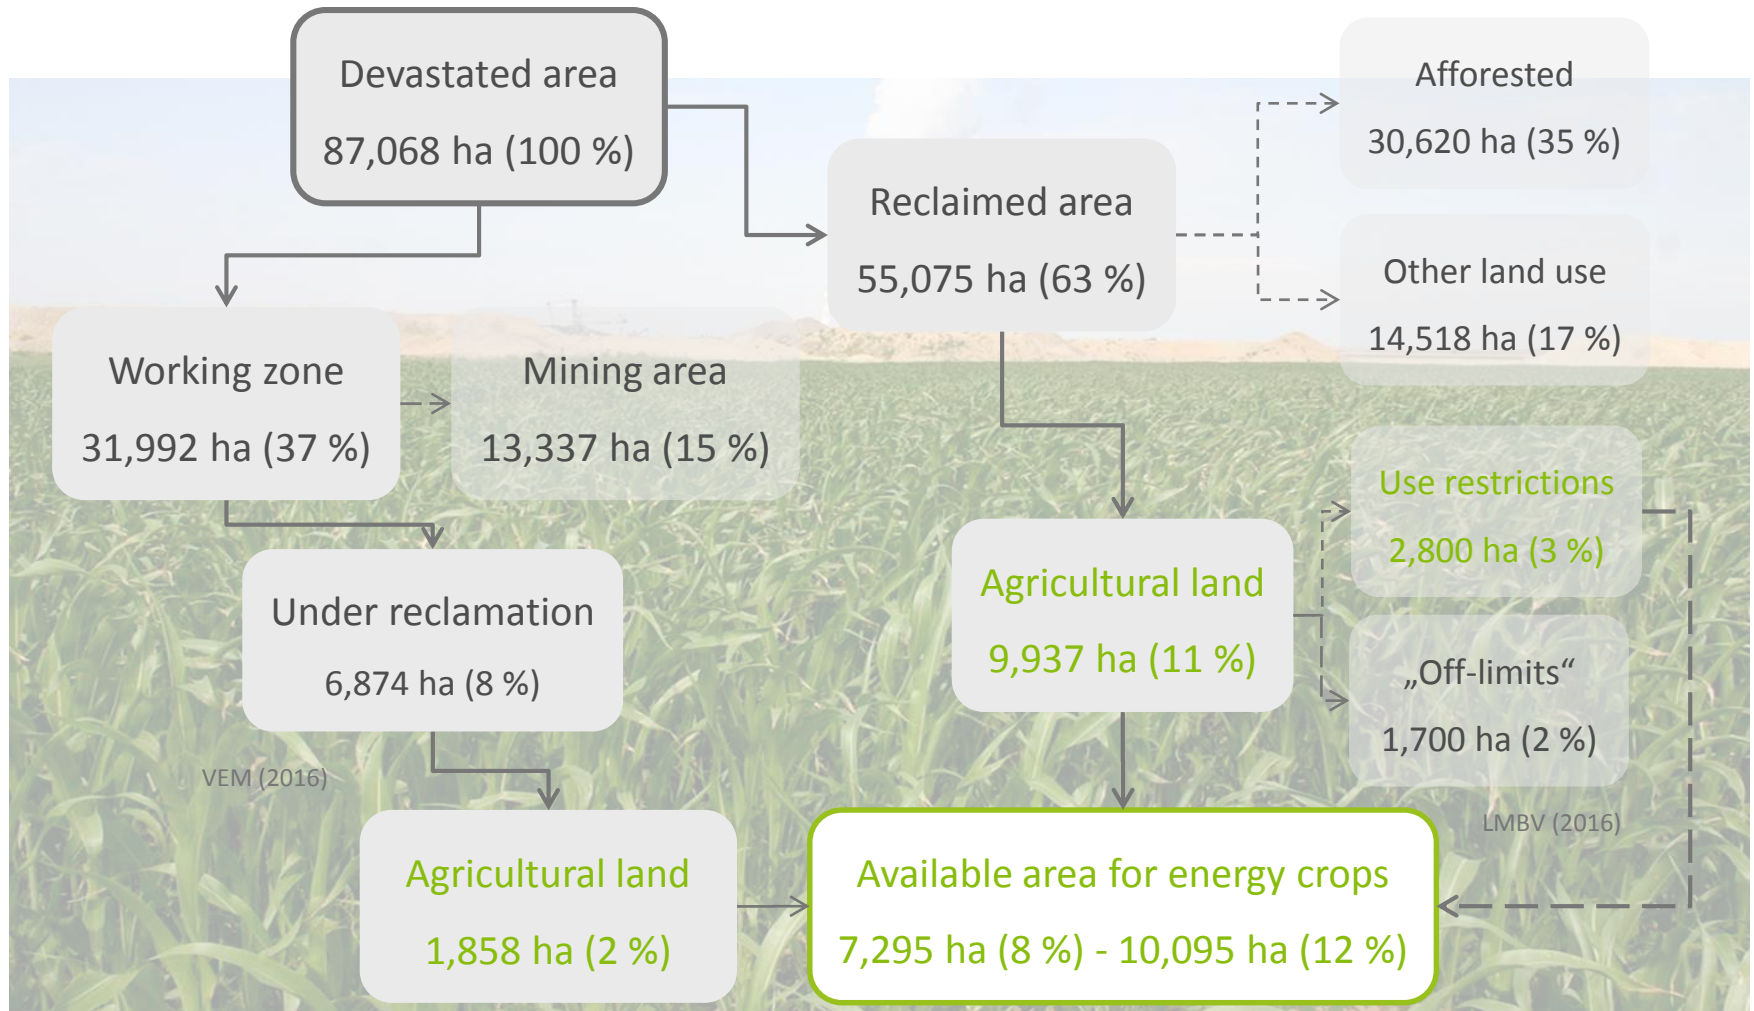 Devastated area
87,068 ha (100 %)
Afforested
30,620 ha (35 %)
Reclaimed area
55,075 ha (63 %)
Other land use
14,518 ha (17 %)
Working zone
31,992 ha (37 %)
Mining area
13,337 ha (15 %)
Use restrictions
2,800 ha (3 %)
Under reclamation
6,874 ha (8 %)
Agricultural land
9,937 ha (11 %)
„Off-limits“
1,700 ha (2 %)
VEM (2016)
LMBV (2016)
Agricultural land
1,858 ha (2 %)
Available area for energy crops
7,295 ha (8 %) - 10,095 ha (12 %)